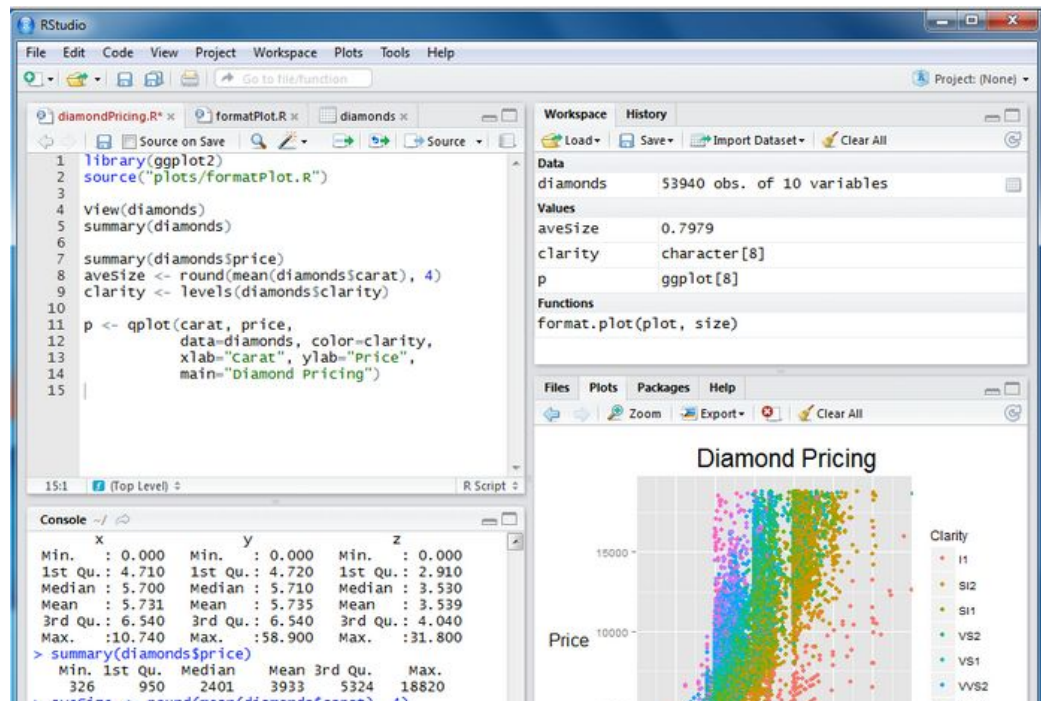 RStudio
File Edit Code View Project Workspace Plots Tools Help
Go to file/function
Project: (None)
diamondPricing.R*
formatPlot.R
diamonds
Source on Save
Source
1 library(ggplot2)
2 source("plots/formatPlot.R")
3
4 View(diamonds)
5 summary(diamonds)
6
7 summary(diamonds$price)
8 aveSize <- round(mean(diamonds$carat), 4)
9 clarity <- levels(diamonds$clarity)
10
11 p <- qplot(carat, price,
12 data=diamonds, color=clarity,
13 xlab="Carat", ylab="Price",
14 main="Diamond Pricing")
15
15:1 (Top Level) R Script
Console ~/
x y z
Min. : 0.000 Min. : 0.000 Min. : 0.000
1st Qu.: 4.710 1st Qu.: 4.720 1st Qu.: 2.910
Median : 5.700 Median : 5.710 Median : 3.530
Mean : 5.731 Mean : 5.735 Mean : 3.539
3rd Qu.: 6.540 3rd Qu.: 6.540 3rd Qu.: 4.040
Max. :10.740 Max. :58.900 Max. :31.800
> summary(diamonds$price)
Min. 1st Qu. Median Mean 3rd Qu. Max.
326 950 2401 3933 5324 18820
> aveSize <- round(mean(diamonds$carat), 4)
Workspace History
Load Save Import Dataset Clear All
Data
diamonds 53940 obs. of 10 variables
Values
aveSize 0.7979
clarity character[8]
p ggplot[8]
Functions
format.plot(plot, size)
Files Plots Packages Help
Zoom Export Clear All
Diamond Pricing
15000
10000
Price
Clarity
I1
SI2
SI1
VS2
VS1
VVS2